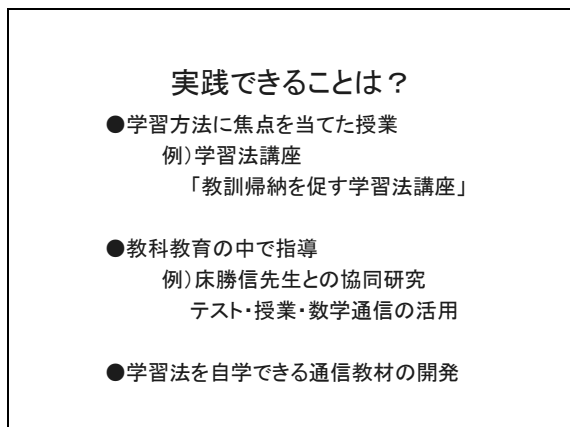 実践できることは？
●学習方法に焦点を当てた授業
例）学習法講座
「教訓帰納を促す学習法講座」
●教科教育の中で指導
例）床勝信先生との協同研究
テスト・授業・数学通信の活用
●学習法を自学できる通信教材の開発